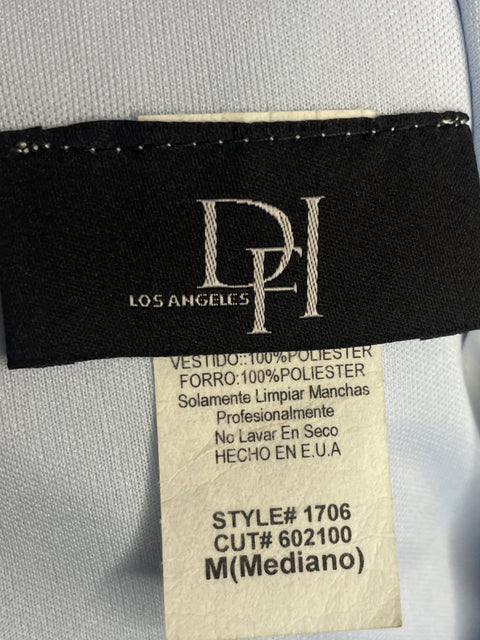 DFH
LOS ANGELES
VESTIDO::100%POLIESTER
FORRO:100%POLIESTER
Solamente Limpiar Manchas
Profesionalmente
No Lavar En Seco
HECHO EN E.U.A
STYLE# 1706
CUT# 602100
M(Mediano)